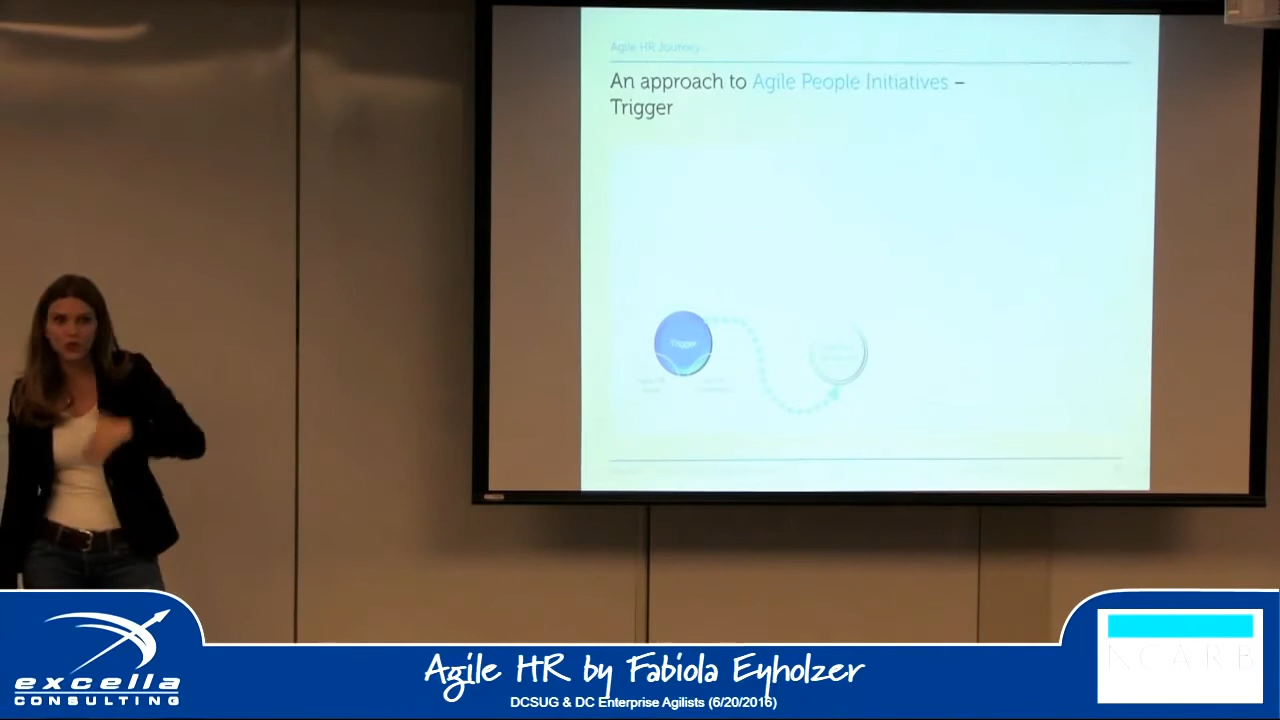 Agile HR Journey
An approach to Agile People Initiatives –
Trigger
Trigger
excella
CONSULTING
Agile HR by Fabiola Eyholzer
DCSUG & DC Enterprise Agilists (6/20/2016)
NCARB